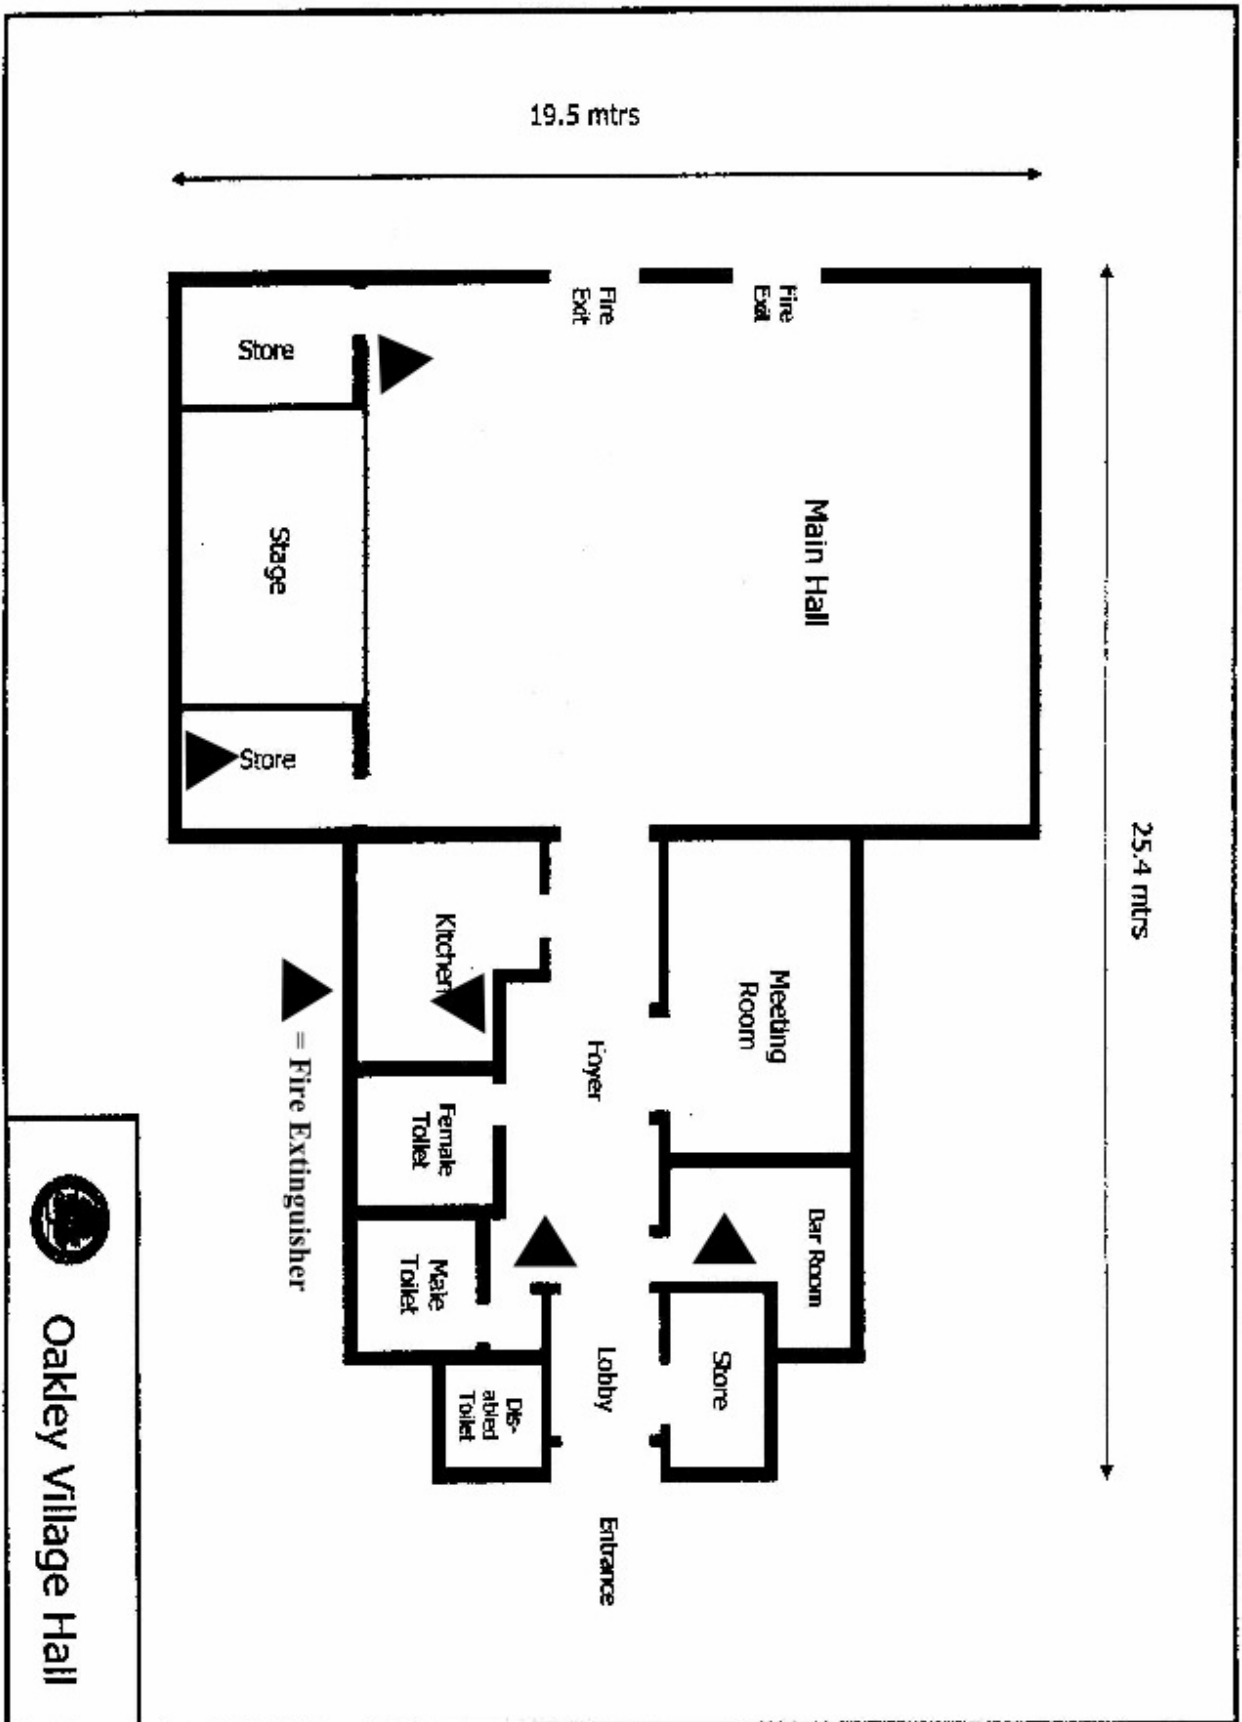 19.5 mtrs
Fire
Exit
Fire
Exit
Store
Main Hall
Stage
Store
25.4 mtrs
Kitchen
Meeting
Room
Foyer
= Fire Extinguisher
Female
Toilet
Bar Room
Male
Toilet
Lobby
Store
Dis-
abled
Toilet
Entrance
Oakley Village Hall